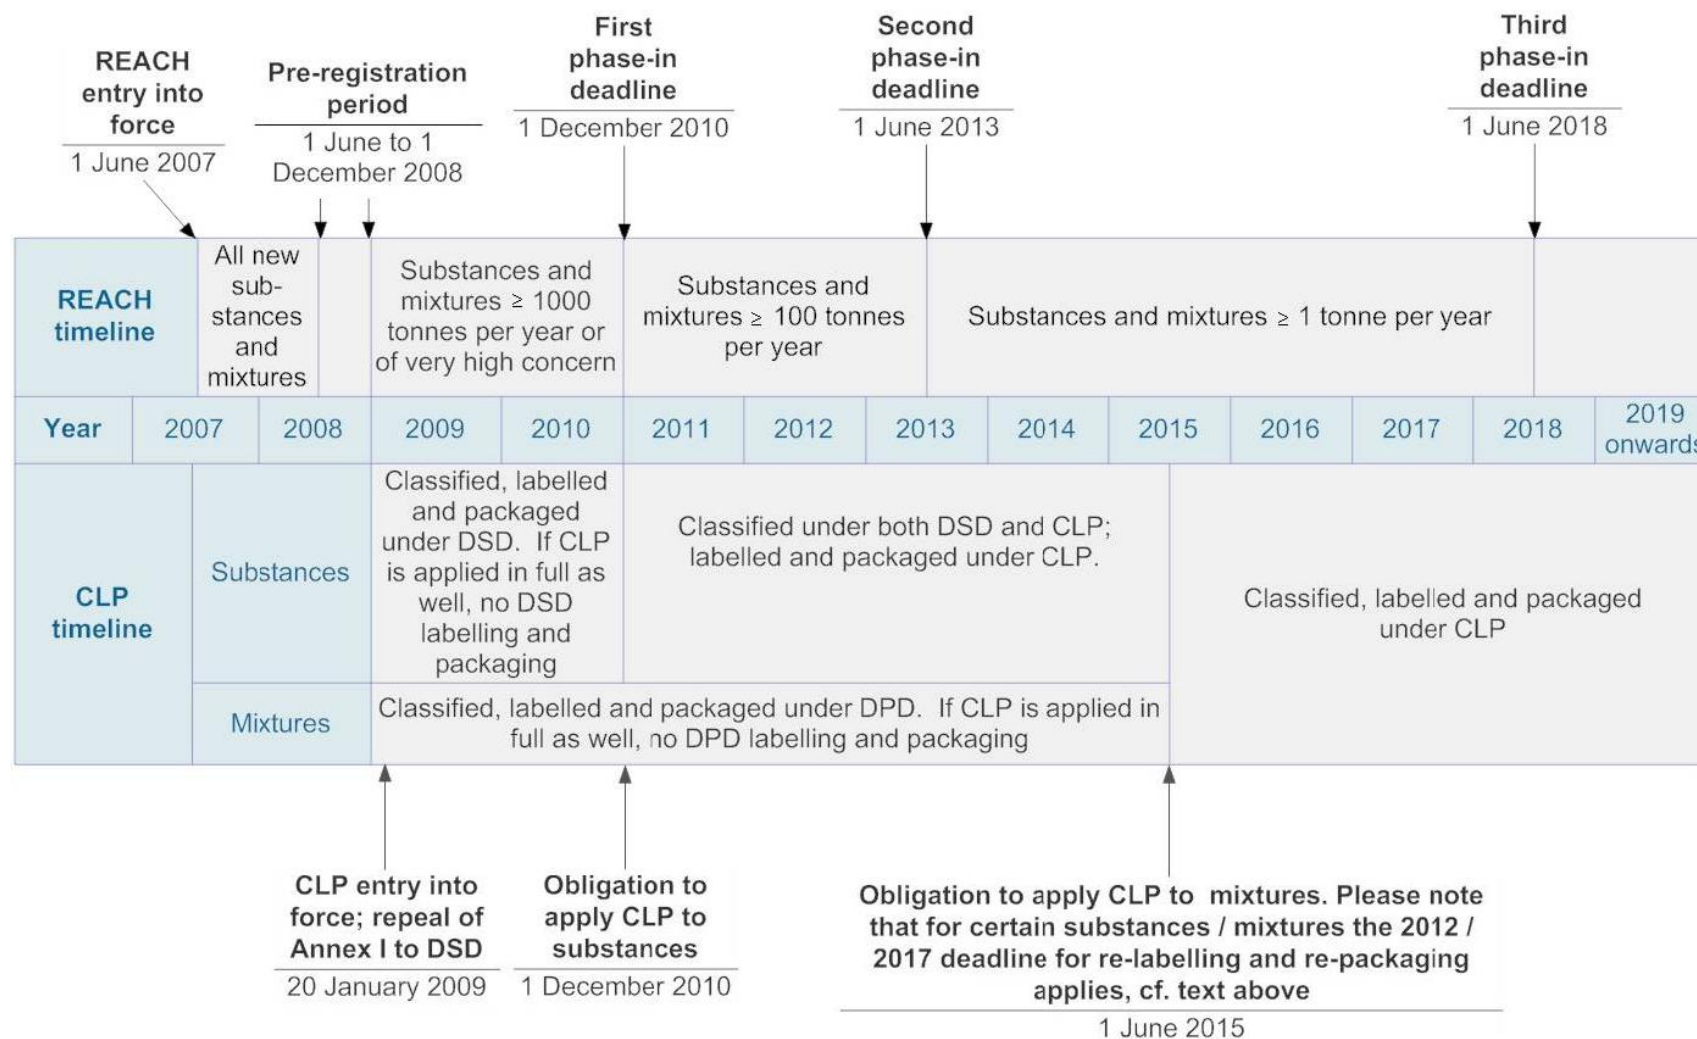 REACH
entry into
force
1 June 2007
Pre-registration
period
1 June to 1
December 2008
First
phase-in
deadline
1 December 2010
Second
phase-in
deadline
1 June 2013
Third
phase-in
deadline
1 June 2018
REACH
timeline
All new
sub-
stances
and
mixtures
Substances and
mixtures ≥ 1000
tonnes per year or
of very high concern
Substances and
mixtures ≥ 100 tonnes
per year
Substances and mixtures ≥ 1 tonne per year
Year
2007
2008
2009
2010
2011
2012
2013
2014
2015
2016
2017
2018
2019
onwards
CLP
timeline
Substances
Classified, labelled
and packaged
under DSD. If CLP
is applied in full as
well, no DSD
labelling and
packaging
Classified under both DSD and CLP;
labelled and packaged under CLP.
Classified, labelled and packaged
under CLP
Mixtures
Classified, labelled and packaged under DPD. If CLP is applied in
full as well, no DPD labelling and packaging
CLP entry into
force; repeal of
Annex I to DSD
20 January 2009
Obligation to
apply CLP to
substances
1 December 2010
Obligation to apply CLP to mixtures. Please note
that for certain substances / mixtures the 2012 /
2017 deadline for re-labelling and re-packaging
applies, cf. text above
1 June 2015